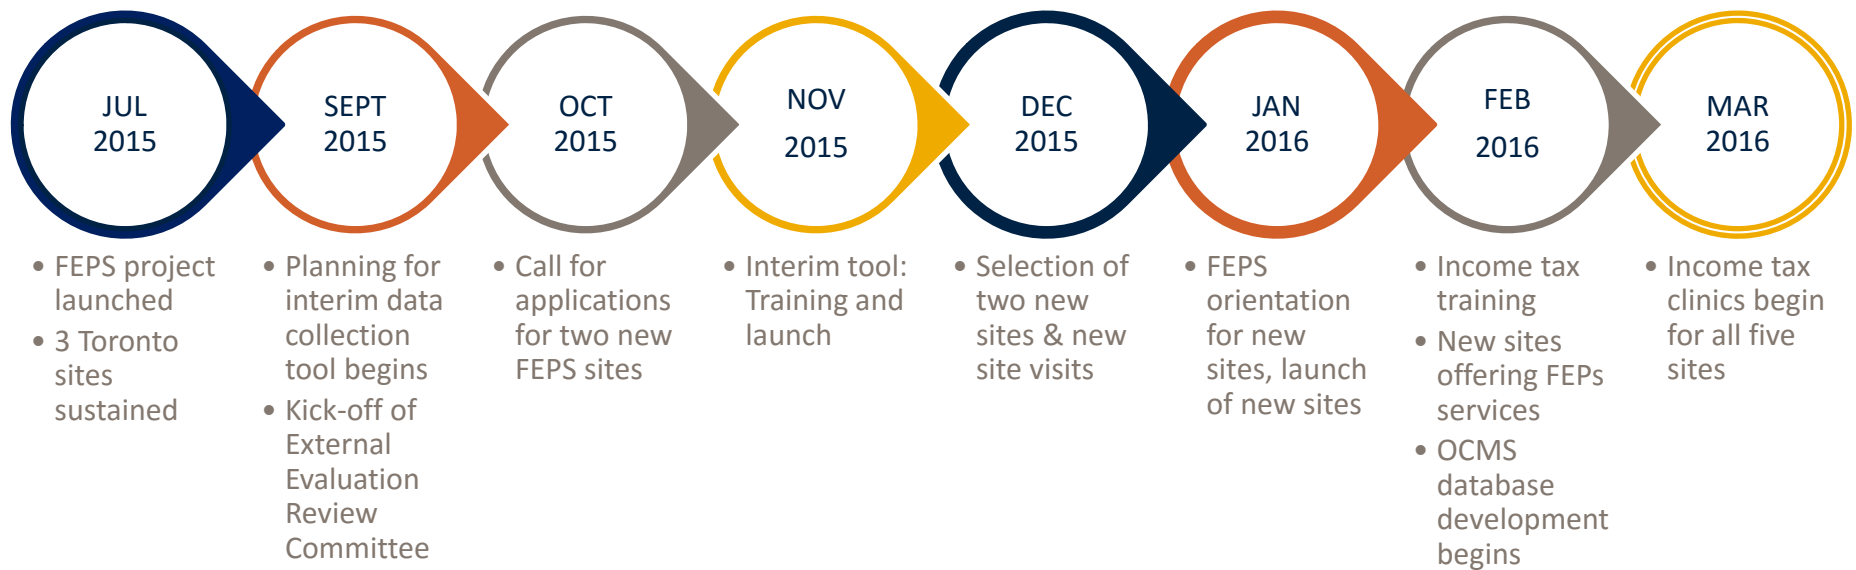 JUL
2015
SEPT
2015
OCT
2015
NOV
2015
DEC
2015
JAN
2016
FEB
2016
MAR
2016
• FEPS project
launched
• 3 Toronto
sites
sustained
• Planning for
interim data
collection
tool begins
• Kick-off of
External
Evaluation
Review
Committee
• Call for
applications
for two new
FEPS sites
• Interim tool:
Training and
launch
• Selection of
two new
sites & new
site visits
• FEPS
orientation
for new
sites, launch
of new sites
• Income tax
training
• New sites
offering FEPs
services
• OCMS
database
development
begins
• Income tax
clinics begin
for all five
sites